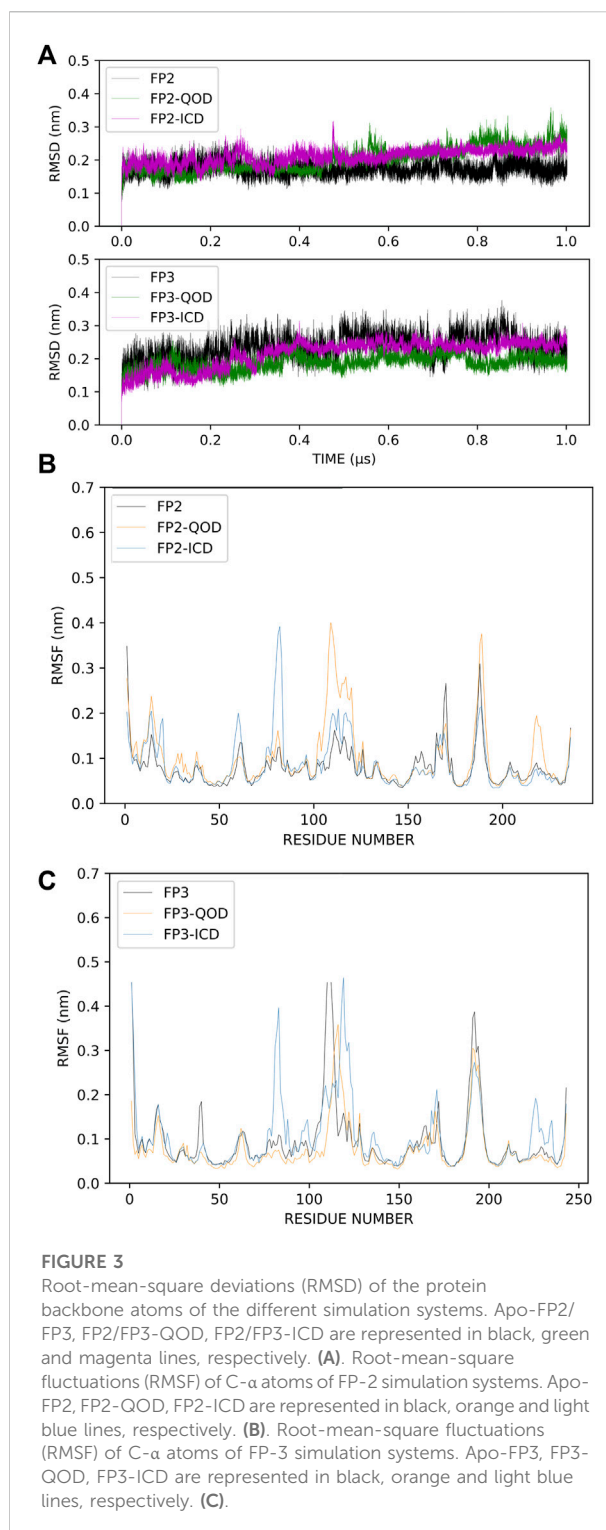 A
0.5
0.4
0.3
0.2
0.1
0.0
RMSD (nm)
FP2
FP2-QOD
FP2-ICD
0.0 0.2 0.4 0.6 0.8 1.0
0.5
0.4
0.3
0.2
0.1
0.0
RMSD (nm)
FP3
FP3-QOD
FP3-ICD
0.0 0.2 0.4 0.6 0.8 1.0
TIME (μs)
B
0.7
0.6
0.5
0.4
0.3
0.2
0.1
0.0
RMSF (nm)
FP2
FP2-QOD
FP2-ICD
0 50 100 150 200
RESIDUE NUMBER
C
0.7
0.6
0.5
0.4
0.3
0.2
0.1
0.0
RMSF (nm)
FP3
FP3-QOD
FP3-ICD
0 50 100 150 200 250
RESIDUE NUMBER
FIGURE 3
Root-mean-square deviations (RMSD) of the protein
backbone atoms of the different simulation systems. Apo-FP2/
FP3, FP2/FP3-QOD, FP2/FP3-ICD are represented in black, green
and magenta lines, respectively. (A). Root-mean-square
fluctuations (RMSF) of C-α atoms of FP-2 simulation systems. Apo-
FP2, FP2-QOD, FP2-ICD are represented in black, orange and light
blue lines, respectively. (B). Root-mean-square fluctuations
(RMSF) of C-α atoms of FP-3 simulation systems. Apo-FP3, FP3-
QOD, FP3-ICD are represented in black, orange and light blue
lines, respectively. (C).